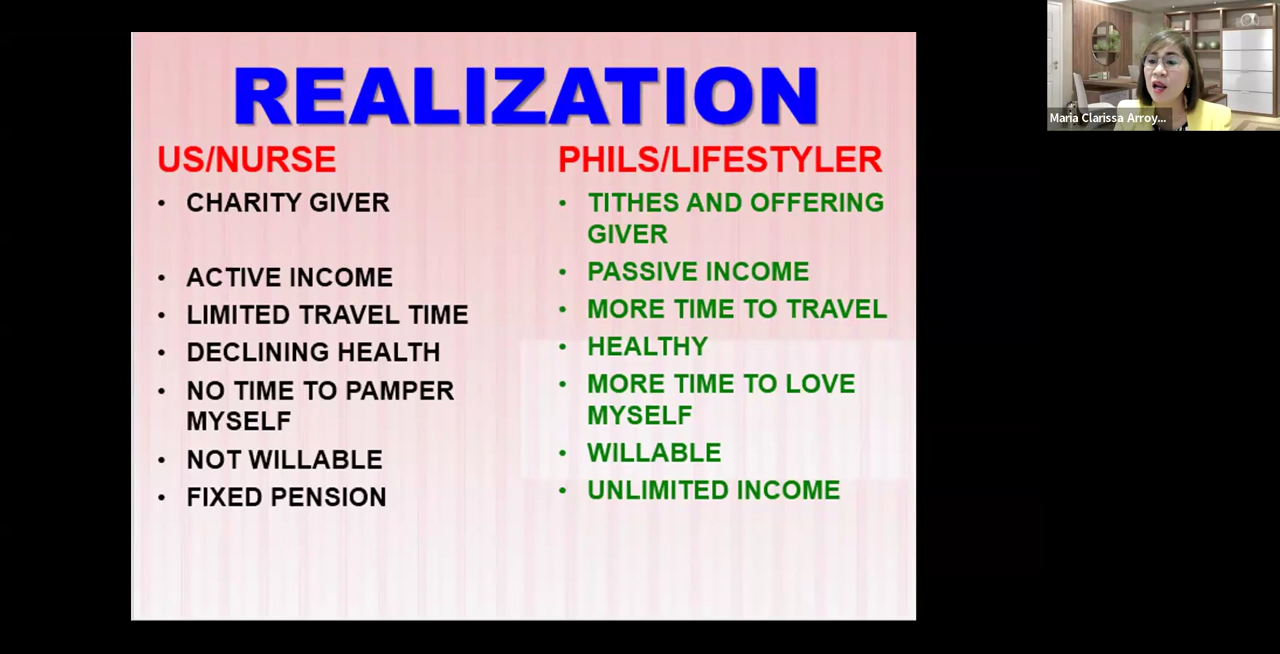 REALIZATION
US/NURSE
• CHARITY GIVER
• ACTIVE INCOME
• LIMITED TRAVEL TIME
• DECLINING HEALTH
• NO TIME TO PAMPER
MYSELF
• NOT WILLABLE
• FIXED PENSION
PHILS/LIFESTYLER
• TITHES AND OFFERING
GIVER
• PASSIVE INCOME
• MORE TIME TO TRAVEL
• HEALTHY
• MORE TIME TO LOVE
MYSELF
• WILLABLE
• UNLIMITED INCOME
Maria Clarissa Arroy...